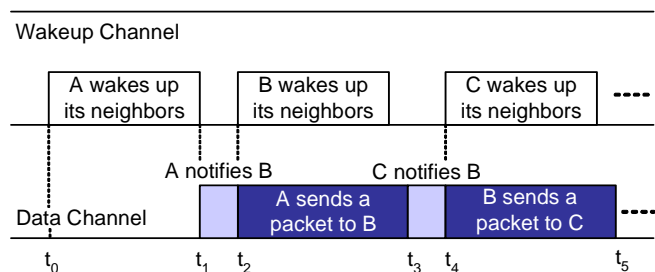 Wakeup Channel
A wakes up
its neighbors
B wakes up
its neighbors
C wakes up
its neighbors
A notifies B
C notifies B
Data Channel
A sends a
packet to B
B sends a
packet to C
t0
t1
t2
t3
t4
t5